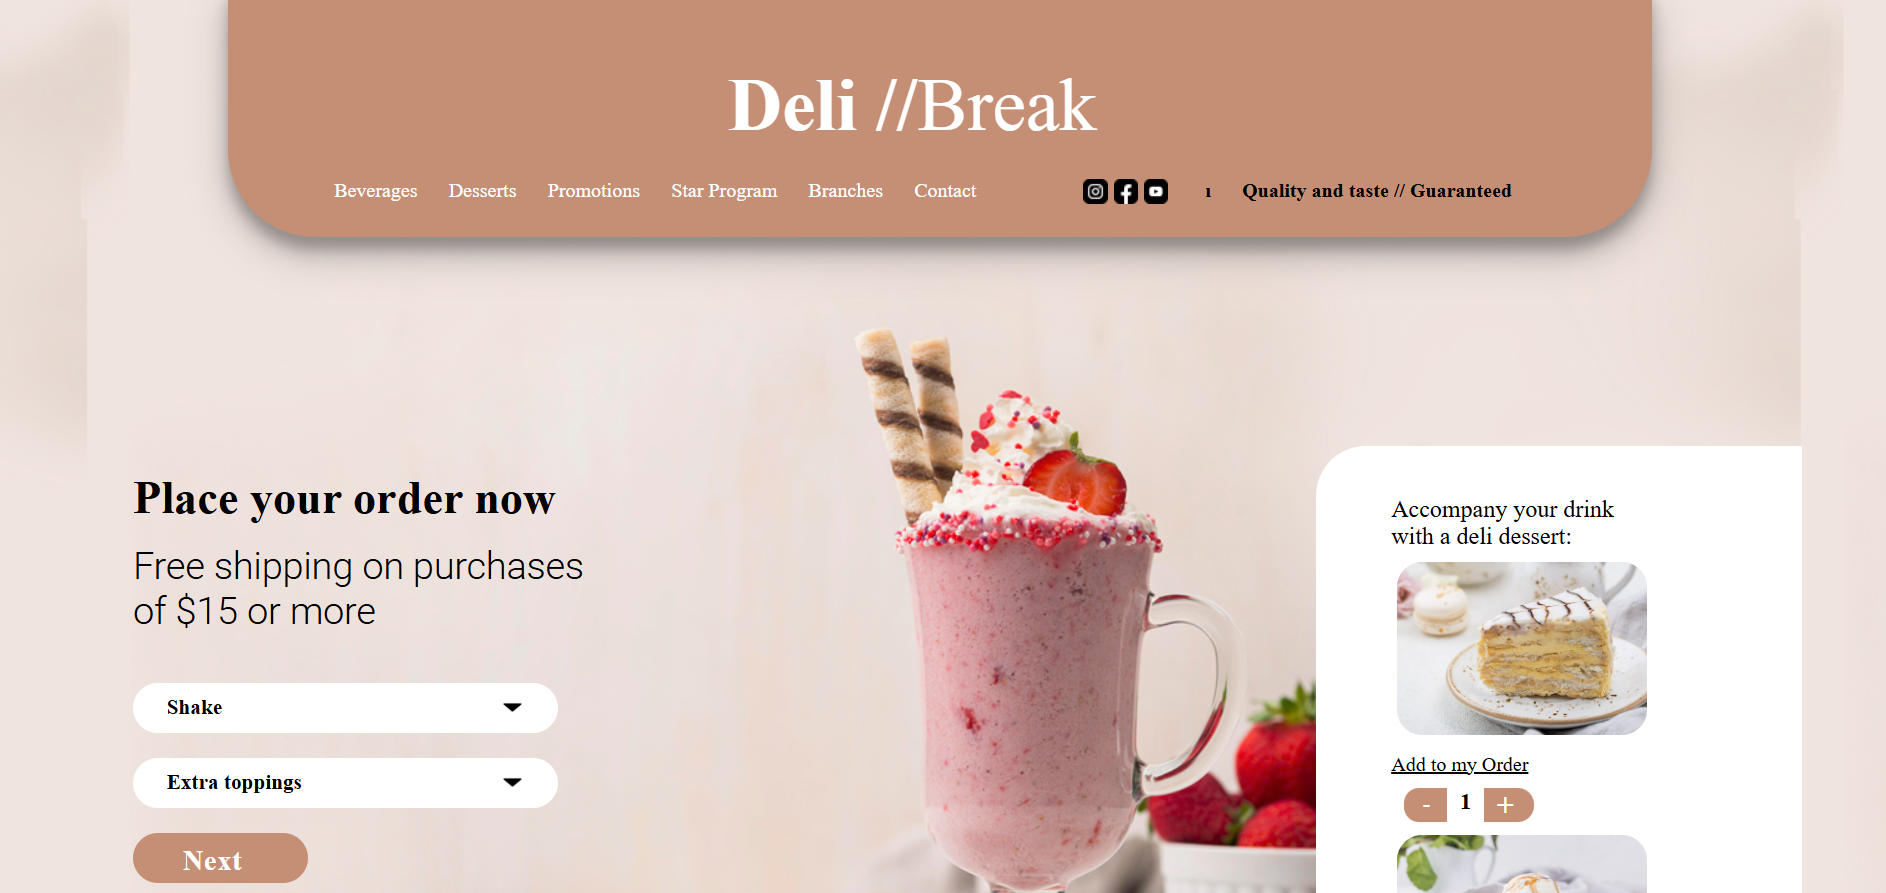 Deli //Break
Beverages Desserts Promotions Star Program Branches Contact
ı Quality and taste // Guaranteed
Place your order now
Free shipping on purchases
of $15 or more
Shake
Extra toppings
Next
Accompany your drink
with a deli dessert:
Add to my Order
- 1 +